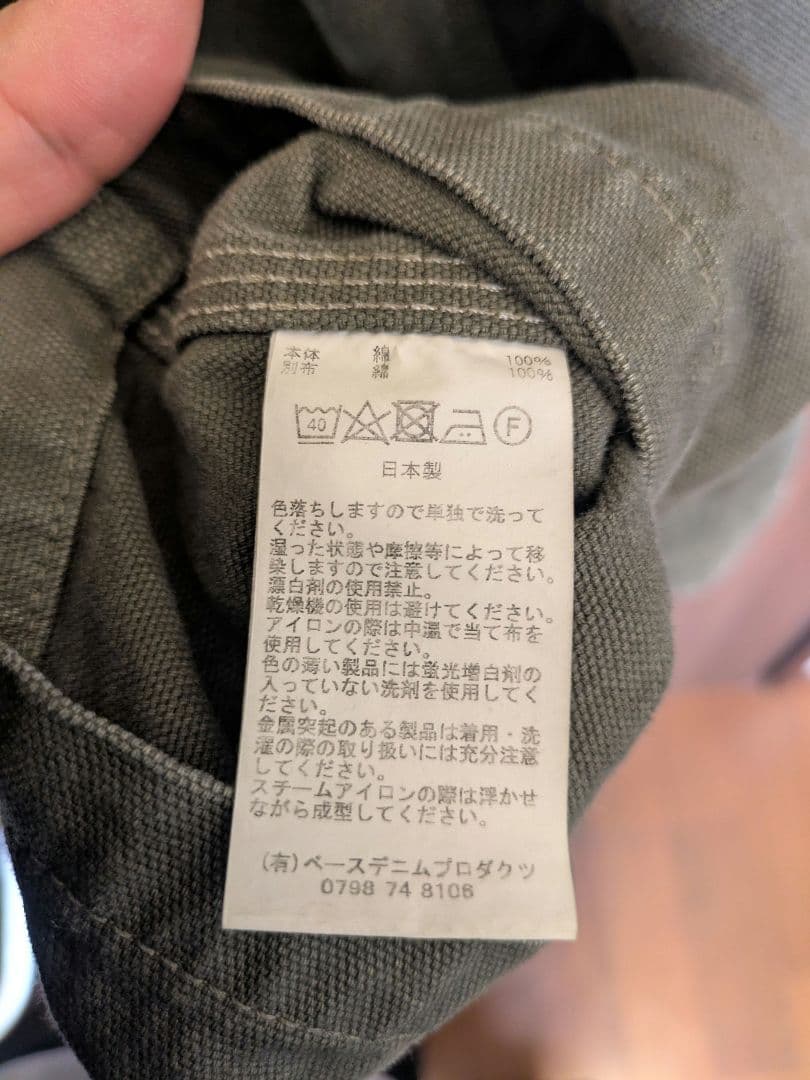 本体 綿 100%
別布 綿 100%
40 F
日本製
色落ちしますので単独で洗って
ください。
湿った状態や摩擦等によって移
染しますので注意してください。
漂白剤の使用禁止。
乾燥機の使用は避けてください。
アイロンの際は中温で当て布を
使用してください。
色の薄い製品には蛍光増白剤の
入っていない洗剤を使用してく
ださい。
金属突起のある製品は着用・洗
濯の際の取り扱いには充分注意
してください。
スチームアイロンの際は浮かせ
ながら成型してください。
(有)ベースデニムプロダクツ
0798 74 8106